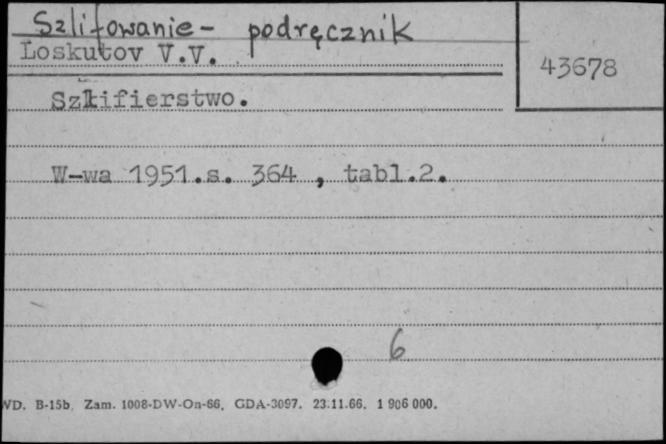 Szlifowanie - podręcznik
Loskutov V.V.
43678
Szlifierstwo.
W-wa 1951.s. 364 , tabl.2.
6
WD. B-15b. Zam. 1008-DW-On-66. GDA-3097. 23.11.66. 1 906 000.